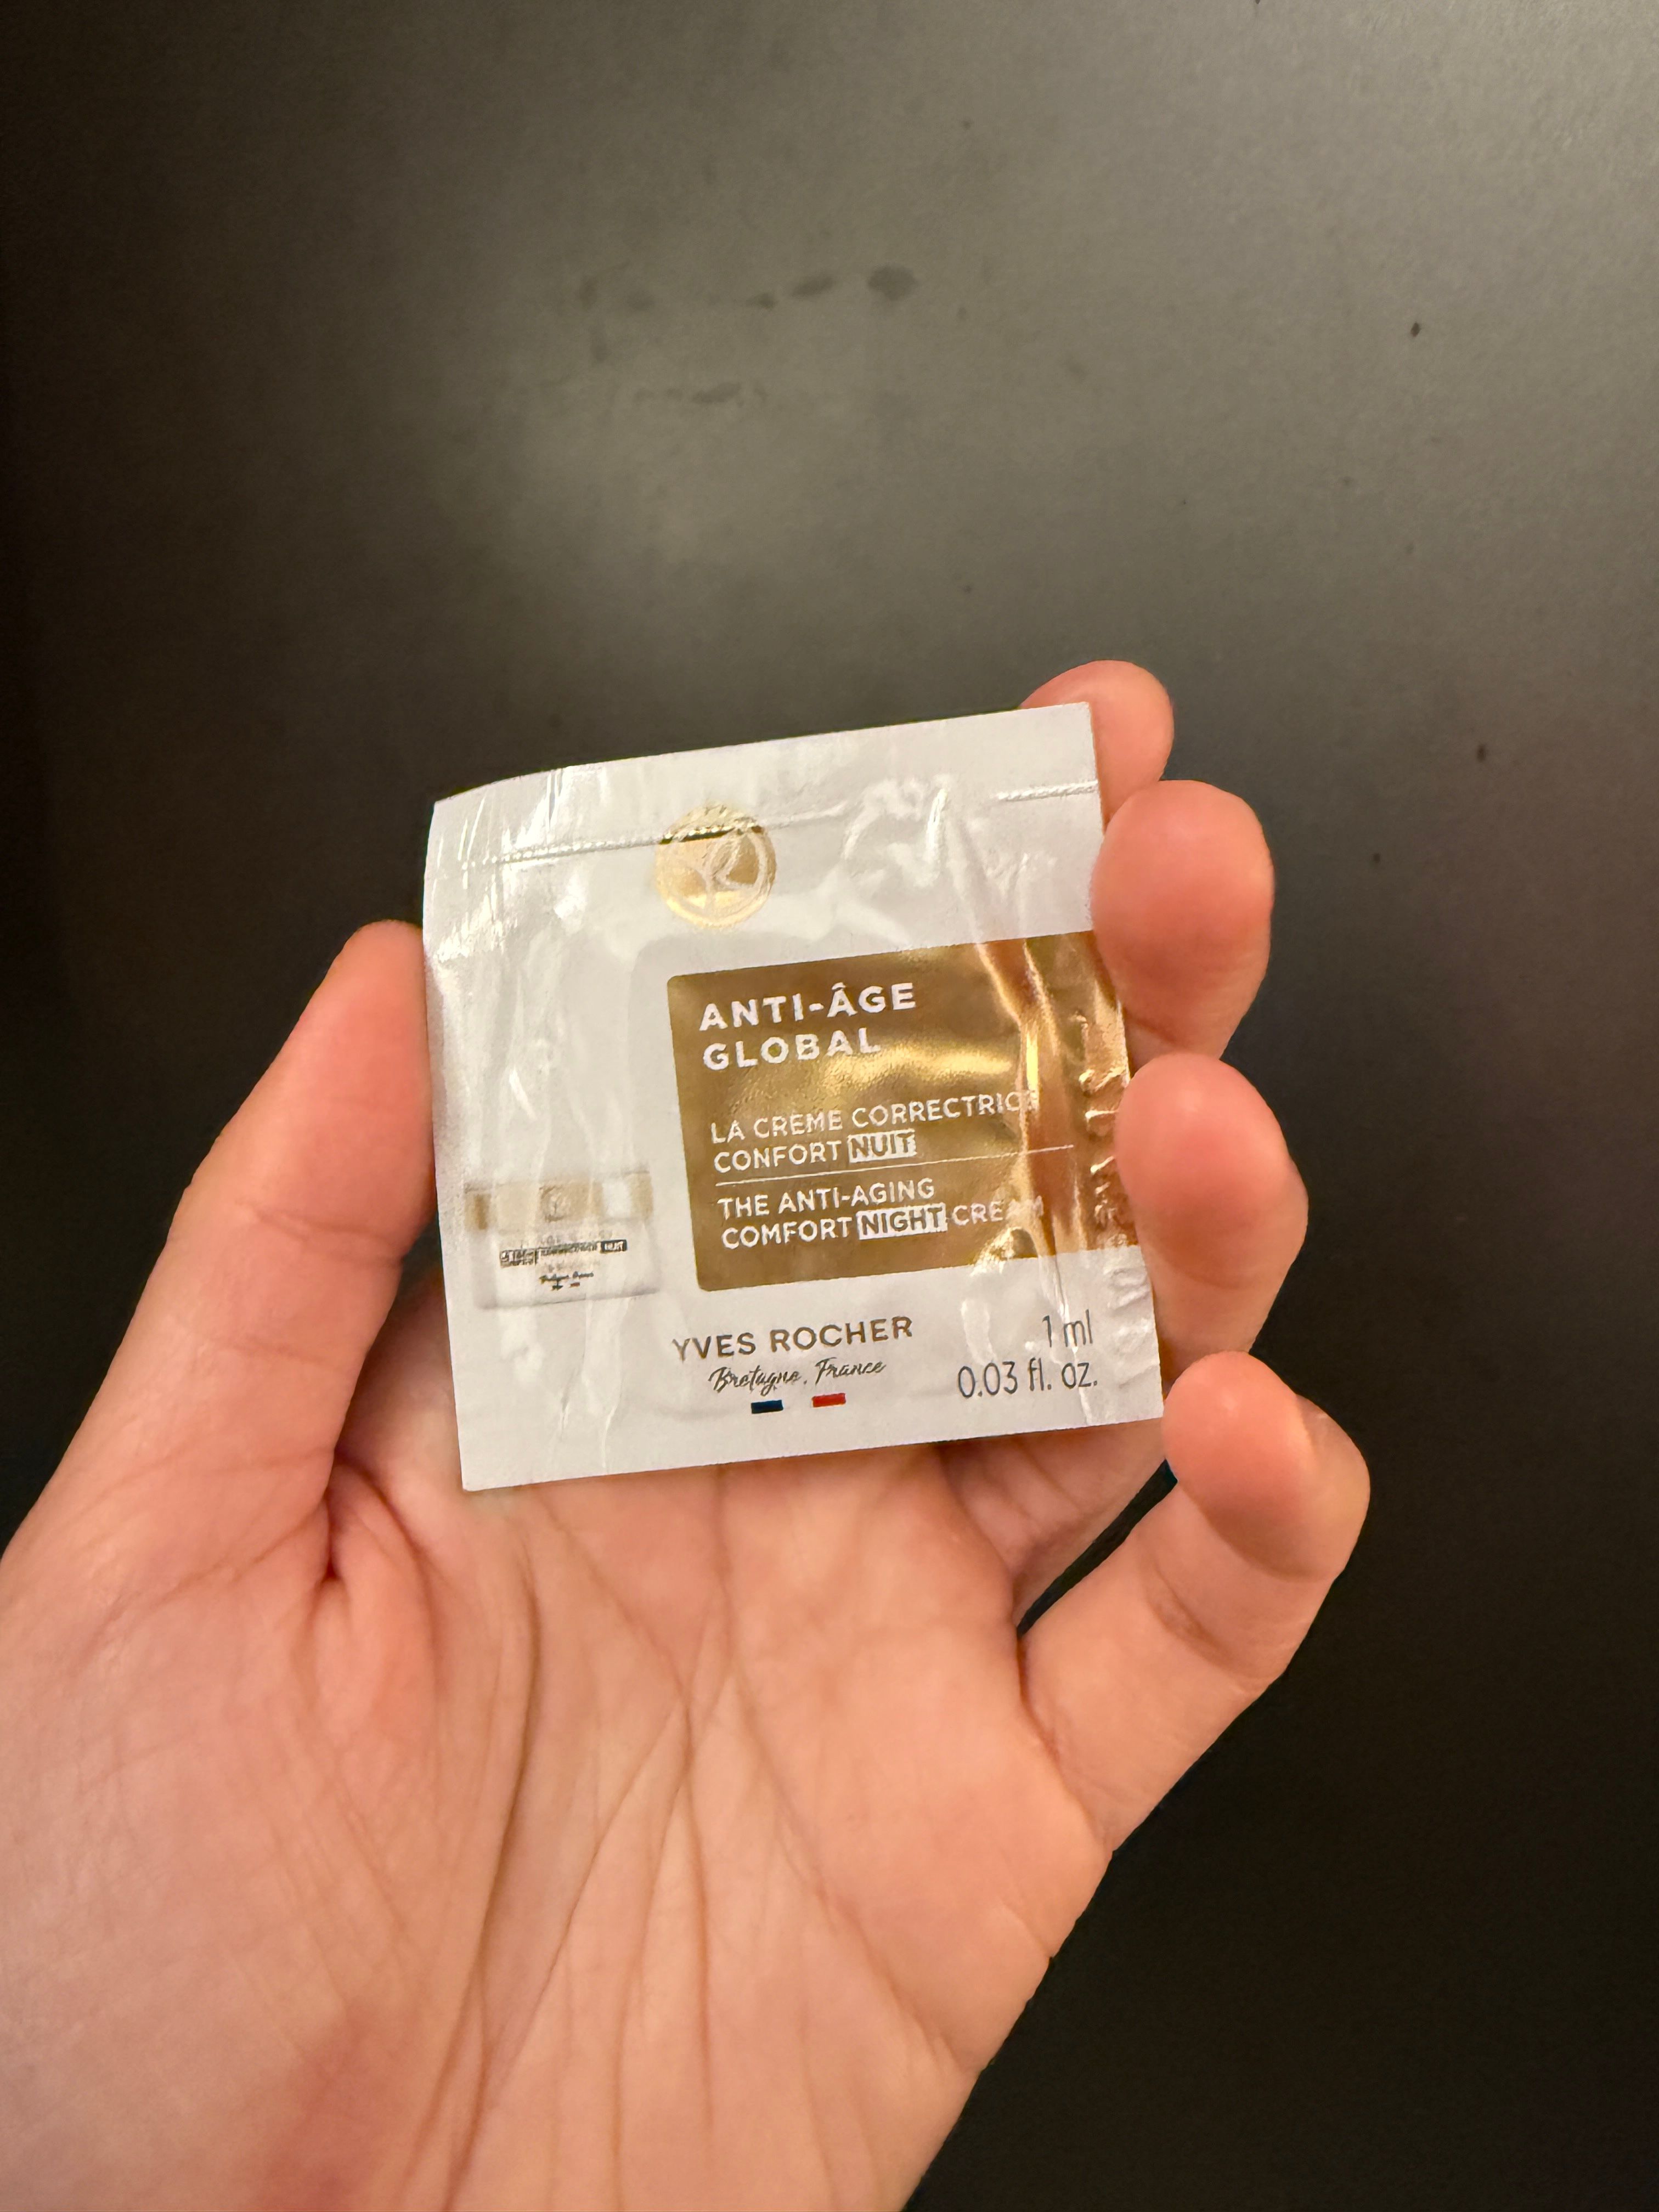 ANTI-ÂGE
GLOBAL
LA CRÈME CORRECTRICE
CONFORT NUIT
THE ANTI-AGING
COMFORT NIGHT CREAM
YVES ROCHER
Bretagne, France
1 ml
0.03 fl. oz.